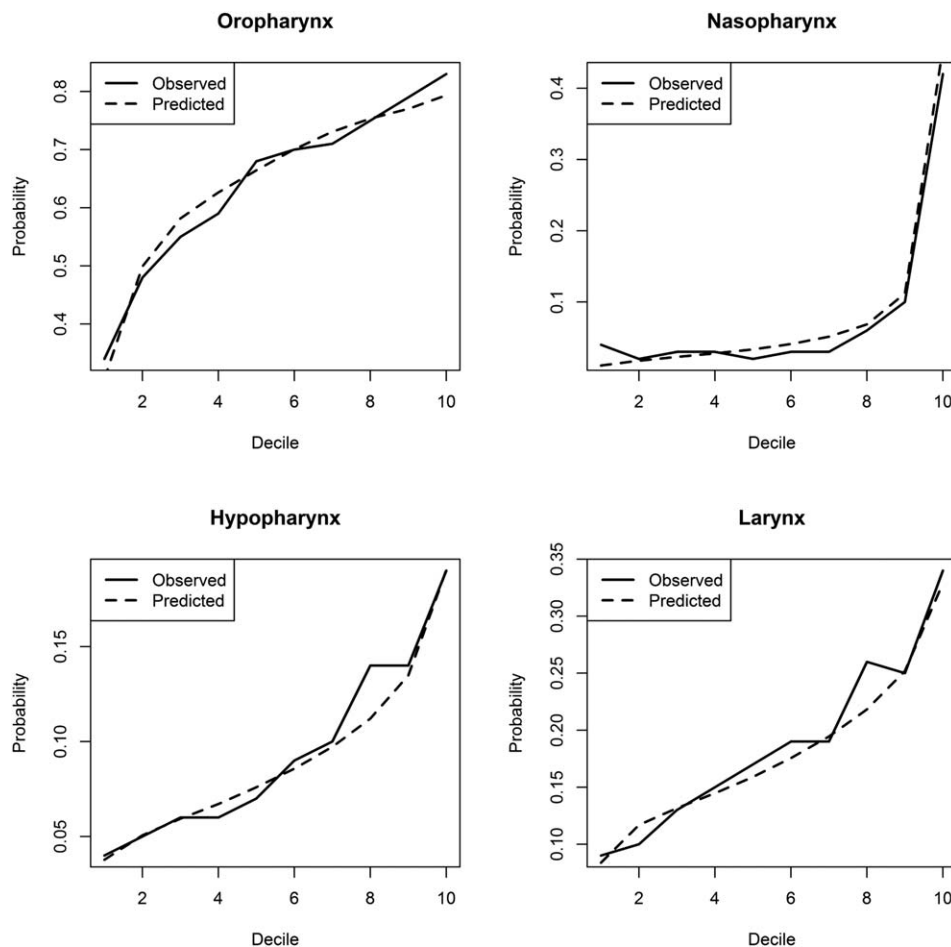 Oropharynx
Observed
Predicted
Probability
0.4 0.5 0.6 0.7 0.8
2 4 6 8 10
Decile
Nasopharynx
Observed
Predicted
Probability
0.1 0.2 0.3 0.4
2 4 6 8 10
Decile
Hypopharynx
Observed
Predicted
Probability
0.05 0.10 0.15
2 4 6 8 10
Decile
Larynx
Observed
Predicted
Probability
0.10 0.15 0.20 0.25 0.30 0.35
2 4 6 8 10
Decile